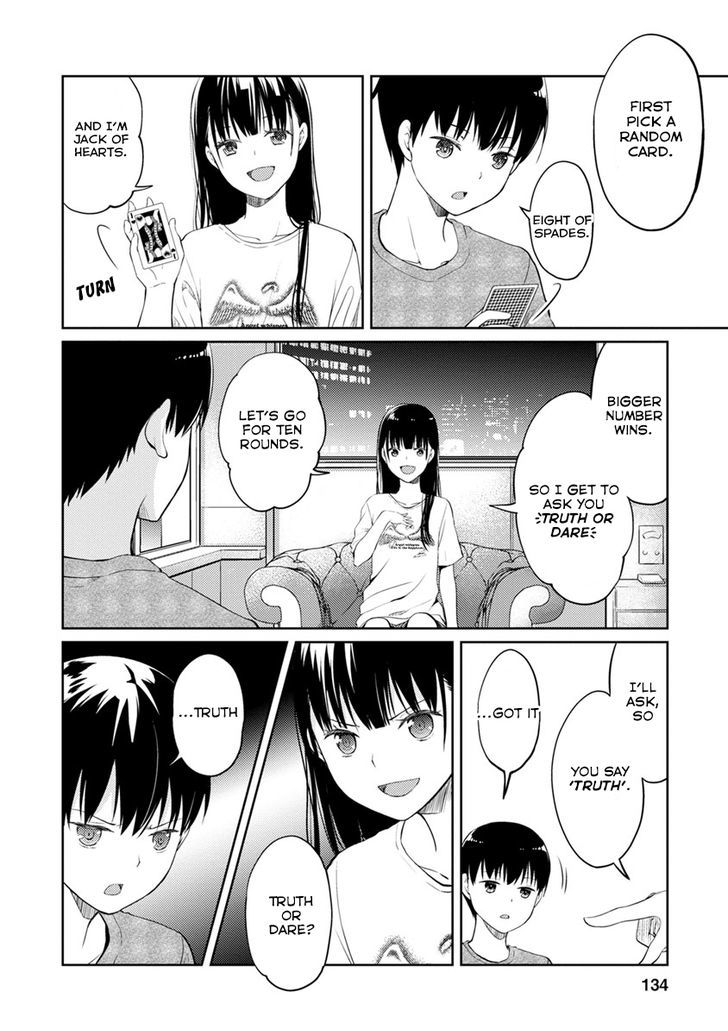 FIRST
PICK A
RANDOM
CARD.
EIGHT OF
SPADES.
AND I'M
JACK OF
HEARTS.
TURN
Angel whispers
BIGGER
NUMBER
WINS.
SO I GET TO
ASK YOU
'TRUTH OR
DARE?'
LET'S GO
FOR TEN
ROUNDS.
I'LL
ASK, SO
YOU SAY
'TRUTH'.
...GOT IT
TRUTH
OR
DARE?
...TRUTH
134